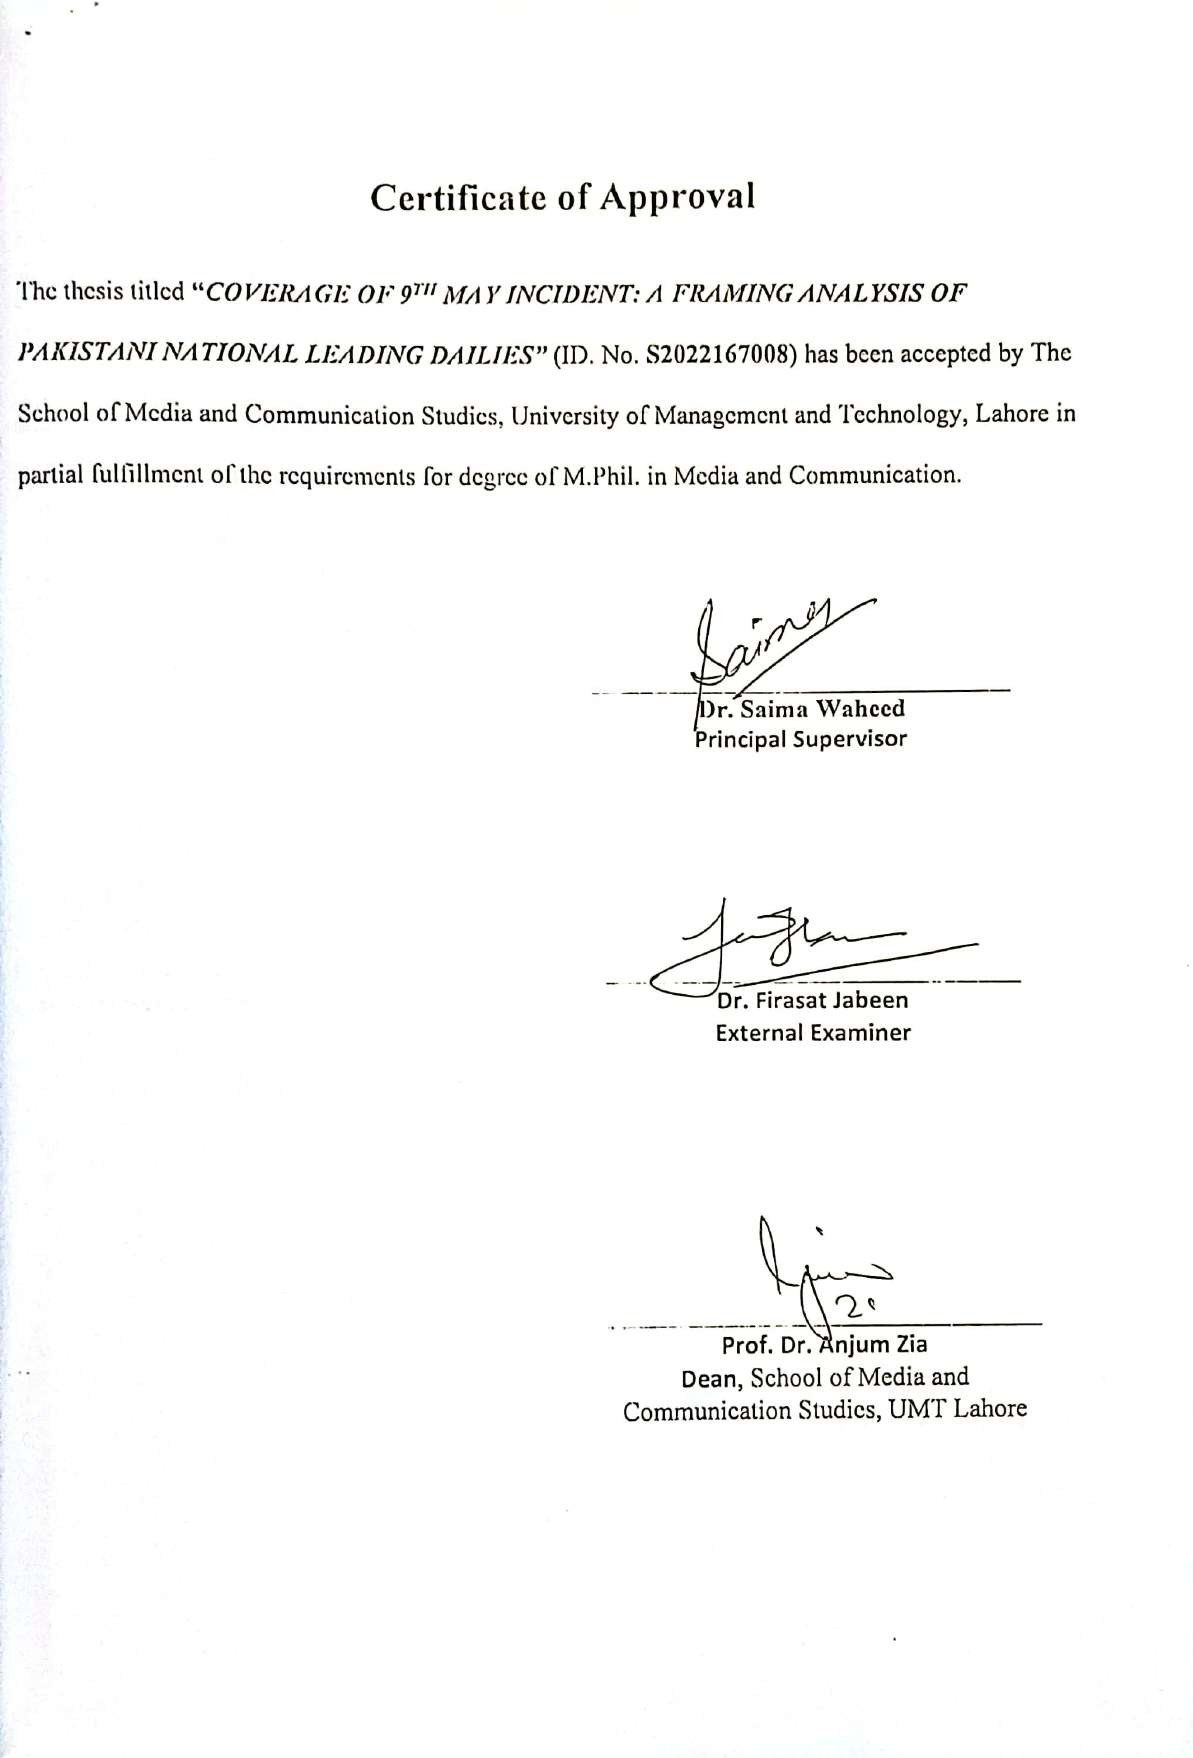 Certificate of Approval
The thesis titled “COVERAGE OF 9TH MAY INCIDENT: A FRAMING ANALYSIS OF
PAKISTANI NATIONAL LEADING DAILIES” (ID. No. S2022167008) has been accepted by The
School of Media and Communication Studies, University of Management and Technology, Lahore in
partial fulfillment of the requirements for degree of M.Phil. in Media and Communication.
Saima
Dr. Saima Waheed
Principal Supervisor
Dr. Firasat Jabeen
External Examiner
Prof. Dr. Anjum Zia
Dean, School of Media and
Communication Studies, UMT Lahore